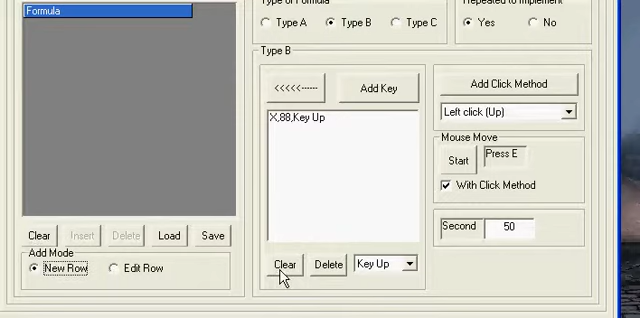 Type of Formula
Repeated to Implement
Formula
Type A
Type B
Type C
Yes
No
Type B
<<<<<------
Add Key
Add Click Method
X,88,Key Up
Left click (Up)
Mouse Move
Start
Press E
With Click Method
Second
50
Clear
Insert
Delete
Load
Save
Clear
Delete
Key Up
Add Mode
New Row
Edit Row